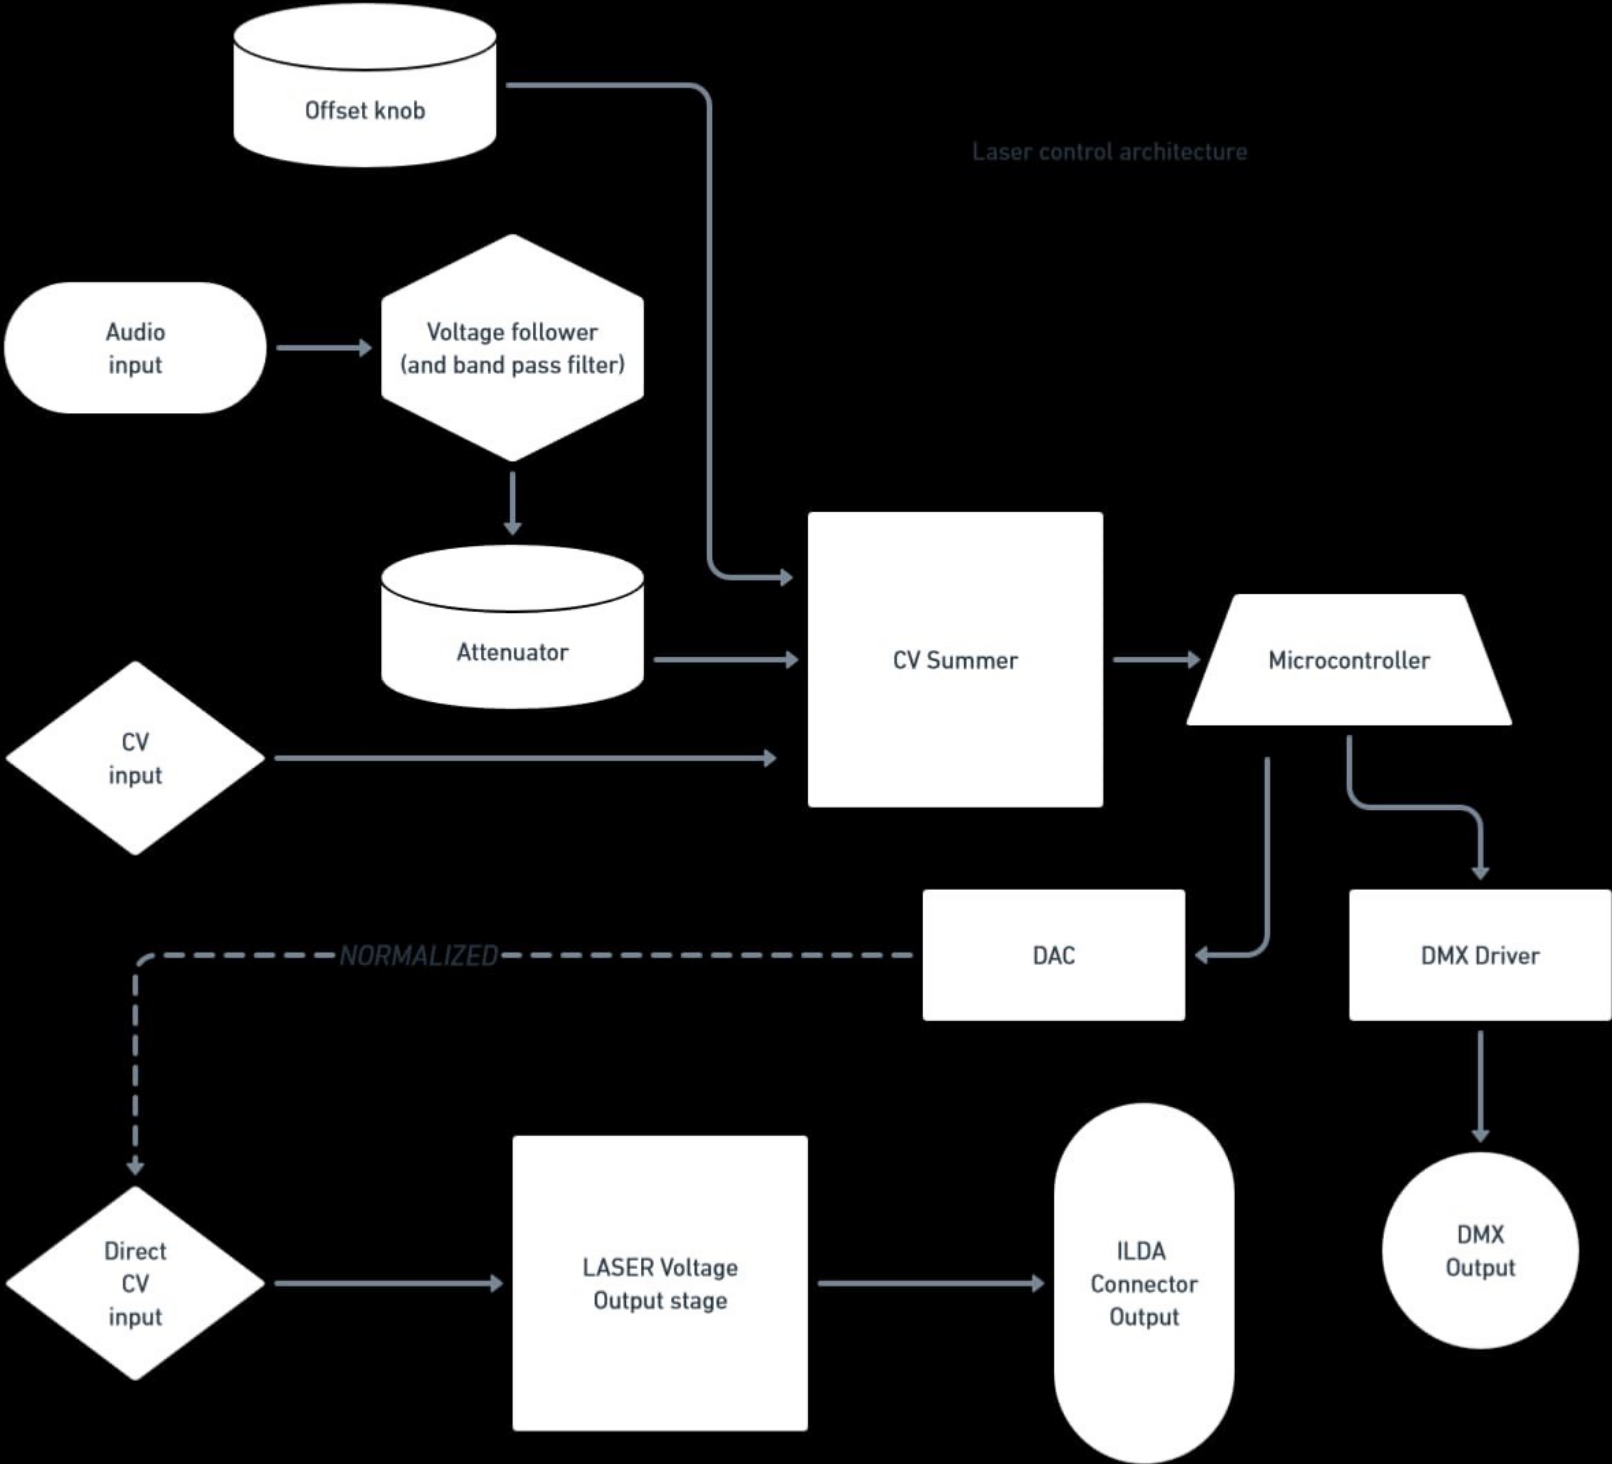 Offset knob
Laser control architecture
Audio
input
Voltage follower
(and band pass filter)
Attenuator
CV Summer
Microcontroller
CV
input
NORMALIZED
DAC
DMX Driver
Direct
CV
input
LASER Voltage
Output stage
ILDA
Connector
Output
DMX
Output